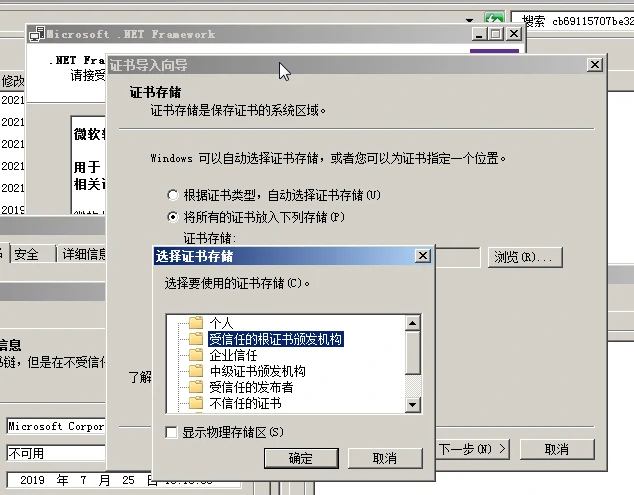 搜索 cb69115707be32
Microsoft .NET Framework
.NET Fra
请接受
修改
2021
2021
2021
2021
2021
2019
微软
用于
相关
证书导入向导
证书存储
证书存储是保存证书的系统区域。
Windows 可以自动选择证书存储，或者您可以为证书指定一个位置。
根据证书类型，自动选择证书存储(U)
将所有的证书放入下列存储(P)
证书存储:
浏览(R)...
安全
详细信息
选择证书存储
选择要使用的证书存储(C)。
个人
受信任的根证书颁发机构
企业信任
中级证书颁发机构
受信任的发布者
不信任的证书
显示物理存储区(S)
确定
取消
信息
书链，但是在不受信任
了解
Microsoft Corpor
不可用
2019 年 7 月 25 日
下一步(N) >
取消